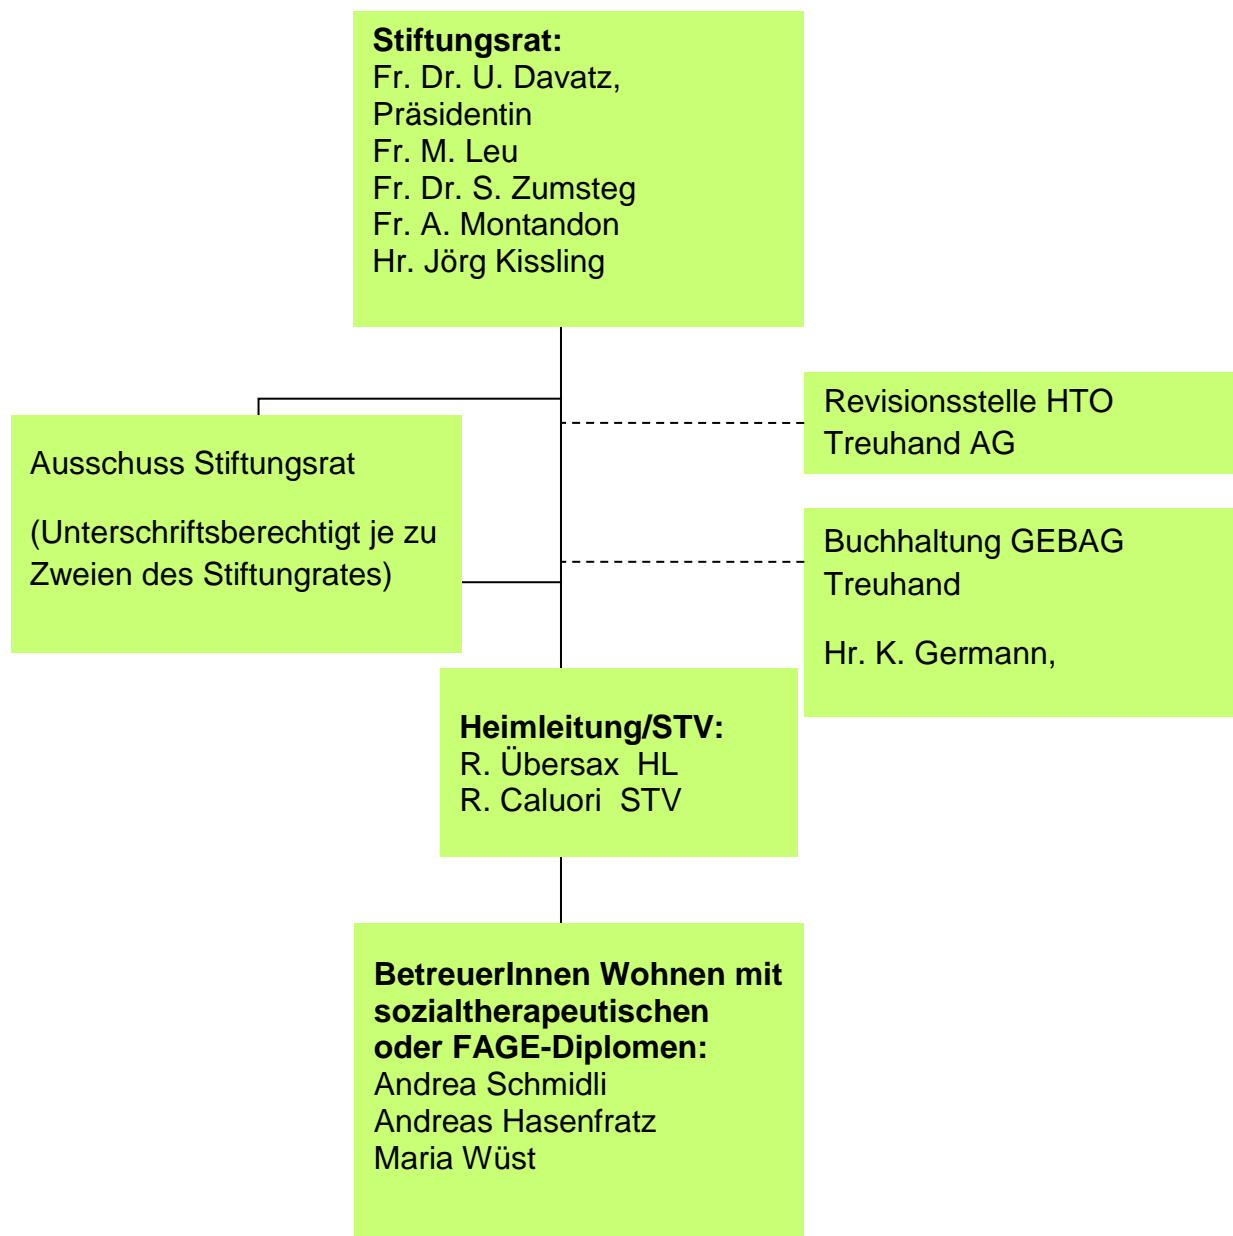 Stiftungsrat:
Fr. Dr. U. Davatz,
Präsidentin
Fr. M. Leu
Fr. Dr. S. Zumsteg
Fr. A. Montandon
Hr. Jörg Kissling
Revisionsstelle HTO
Treuhand AG
Ausschuss Stiftungsrat
(Unterschriftsberechtigt je zu
Zweien des Stiftungrates)
Buchhaltung GEBAG
Treuhand
Hr. K. Germann,
Heimleitung/STV:
R. Übersax  HL
R. Caluori  STV
BetreuerInnen Wohnen mit
sozialtherapeutischen
oder FAGE-Diplomen:
Andrea Schmidli
Andreas Hasenfratz
Maria Wüst